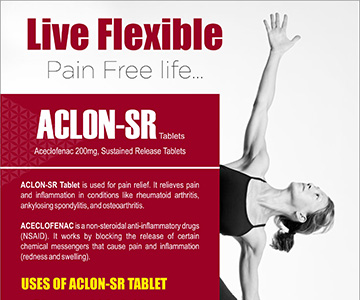 Live Flexible
Pain Free life...
ACLON-SR Tablets
Aceclofenac 200mg, Sustained Release Tablets
ACLON-SR Tablet is used for pain relief. It relieves pain
and inflammation in conditions like rheumatoid arthritis,
ankylosing spondylitis, and osteoarthritis.
ACECLOFENAC is a non-steroidal anti-inflammatory drugs
(NSAID). It works by blocking the release of certain
chemical messengers that cause pain and inflammation
(redness and swelling).
USES OF ACLON-SR TABLET